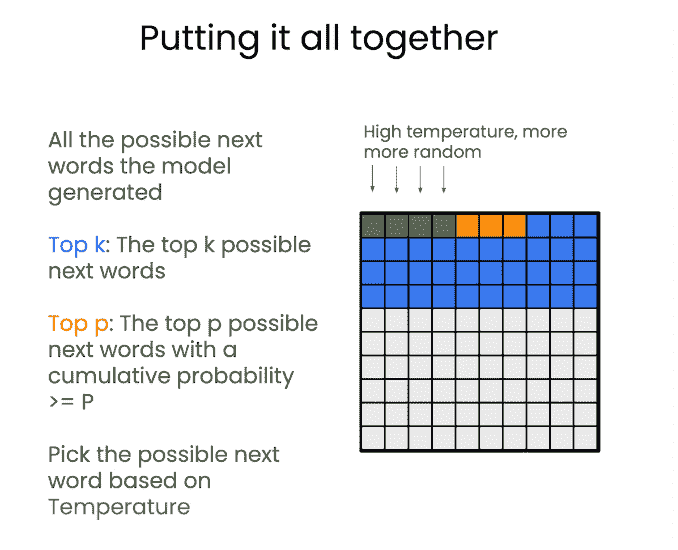 Putting it all together
All the possible next
words the model
generated
Top k: The top k possible
next words
Top p: The top p possible
next words with a
cumulative probability
>= P
Pick the possible next
word based on
Temperature
High temperature, more
more random